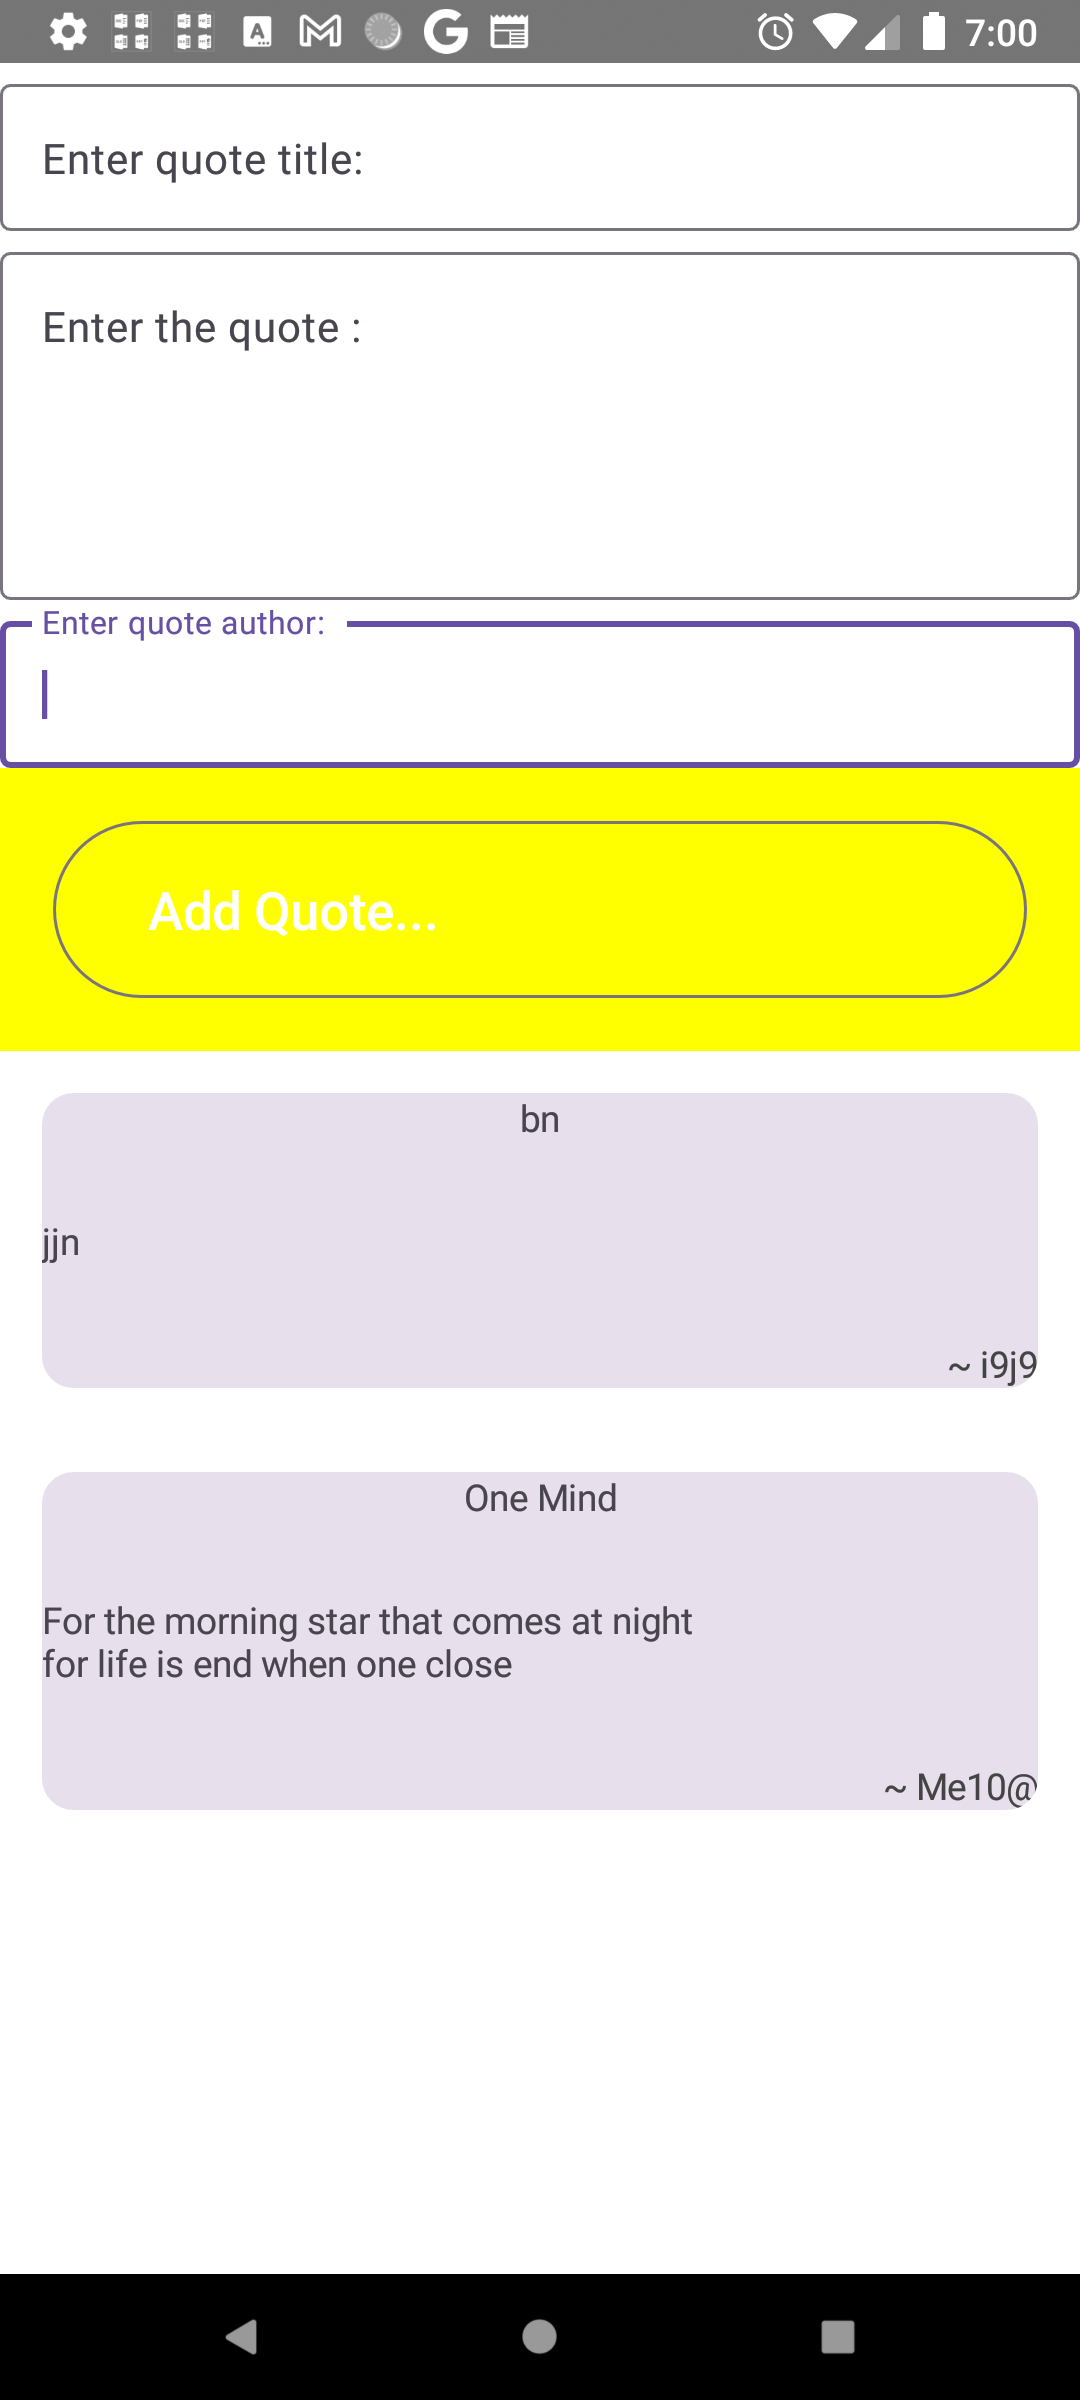 7:00
Enter quote title:
Enter the quote :
Enter quote author:
Add Quote...
bn
jjn
~ i9j9
One Mind
For the morning star that comes at night
for life is end when one close
~ Me10@